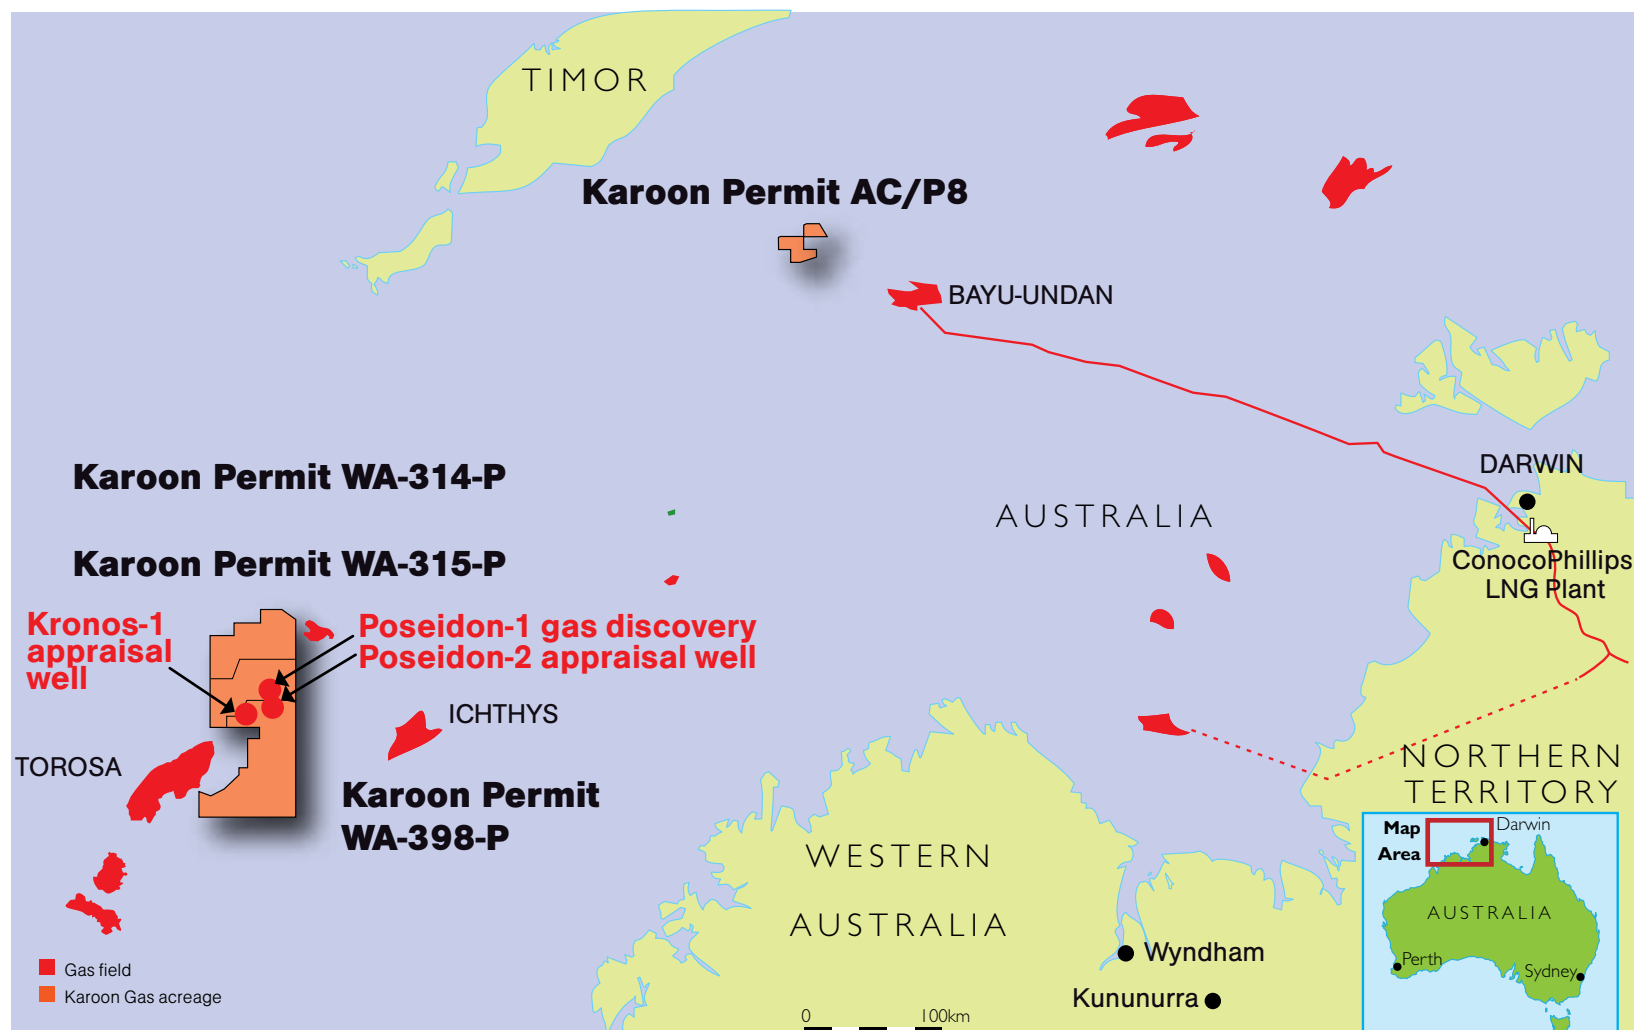 TIMOR
Karoon Permit AC/P8
BAYU-UNDAN
DARWIN
Karoon Permit WA-314-P
AUSTRALIA
ConocoPhillips
LNG Plant
Karoon Permit WA-315-P
Kronos-1
appraisal
well
Poseidon-1 gas discovery
Poseidon-2 appraisal well
ICHTHYS
TOROSA
Karoon Permit
WA-398-P
NORTHERN
TERRITORY
WESTERN
AUSTRALIA
Wyndham
Kununurra
Gas field
Karoon Gas acreage
0 100km
Map
Area
Darwin
AUSTRALIA
Perth
Sydney